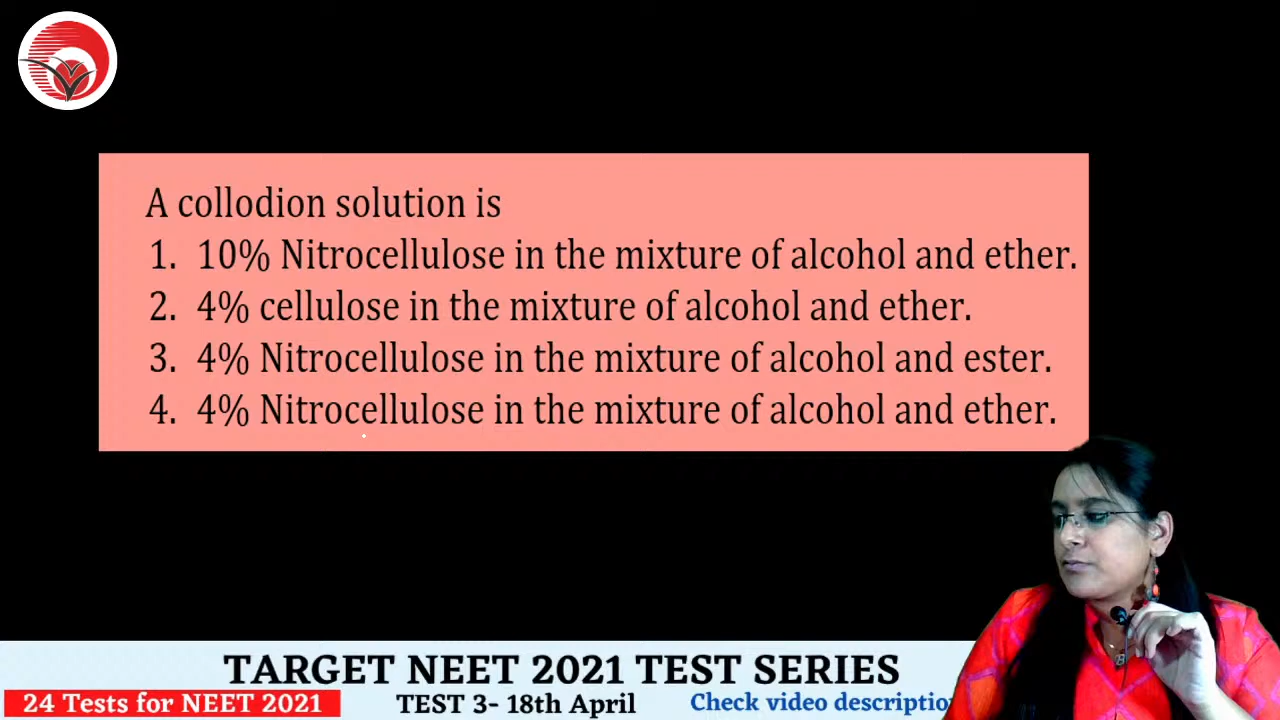 A collodion solution is
1. 10% Nitrocellulose in the mixture of alcohol and ether.
2. 4% cellulose in the mixture of alcohol and ether.
3. 4% Nitrocellulose in the mixture of alcohol and ester.
4. 4% Nitrocellulose in the mixture of alcohol and ether.
TARGET NEET 2021 TEST SERIES
24 Tests for NEET 2021 TEST 3- 18th April Check video descriptio